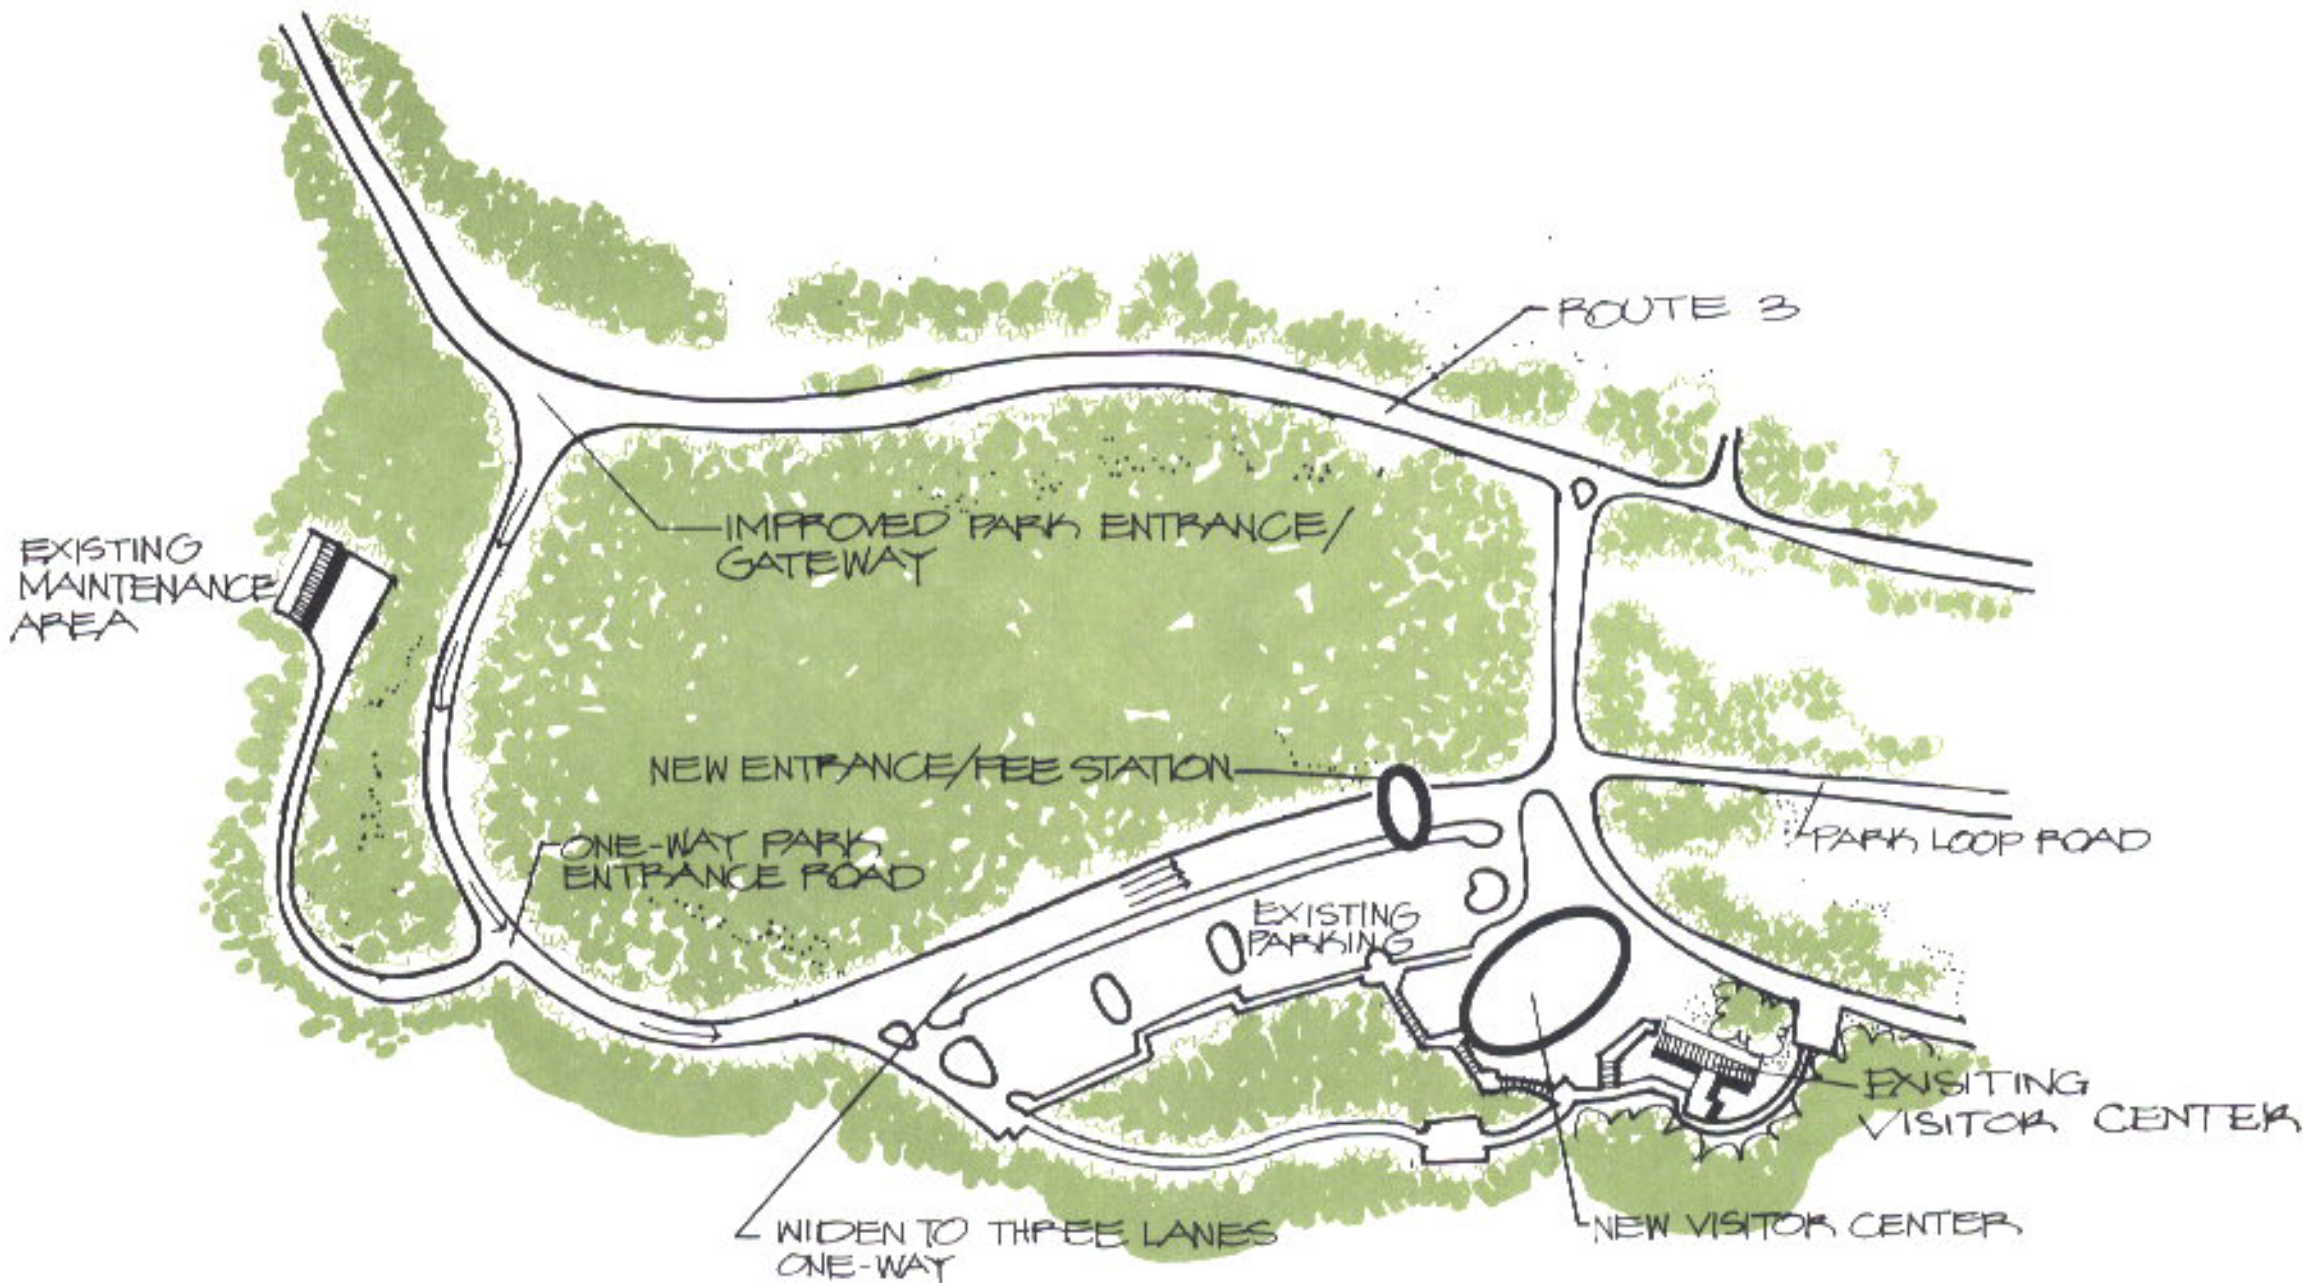 ROUTE 3
IMPROVED PARK ENTRANCE/
GATEWAY
EXISTING
MAINTENANCE
AREA
NEW ENTRANCE/FEE STATION
ONE-WAY PARK
ENTRANCE ROAD
PARK LOOP ROAD
EXISTING
PARKING
EXISITING
VISITOR CENTER
WIDEN TO THREE LANES
ONE-WAY
NEW VISITOR CENTER